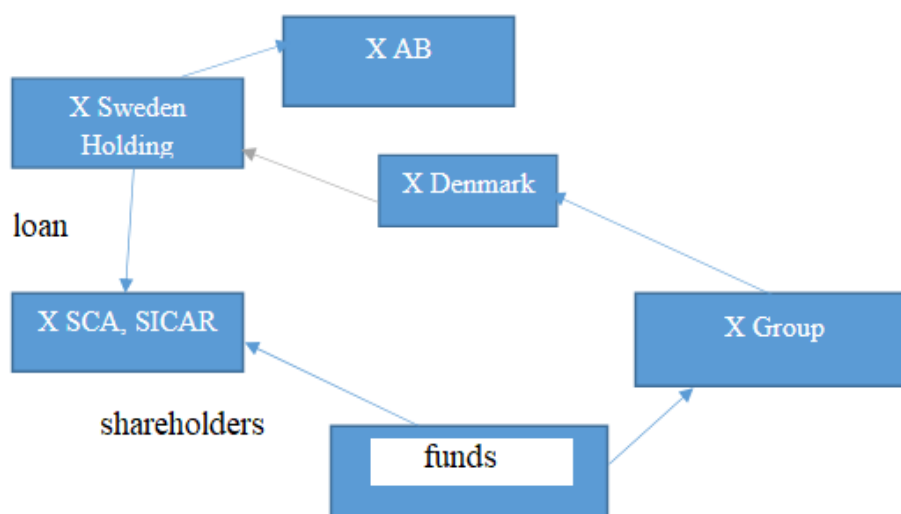 X AB
X Sweden
Holding
X Denmark
loan
X SCA, SICAR
X Group
shareholders
funds